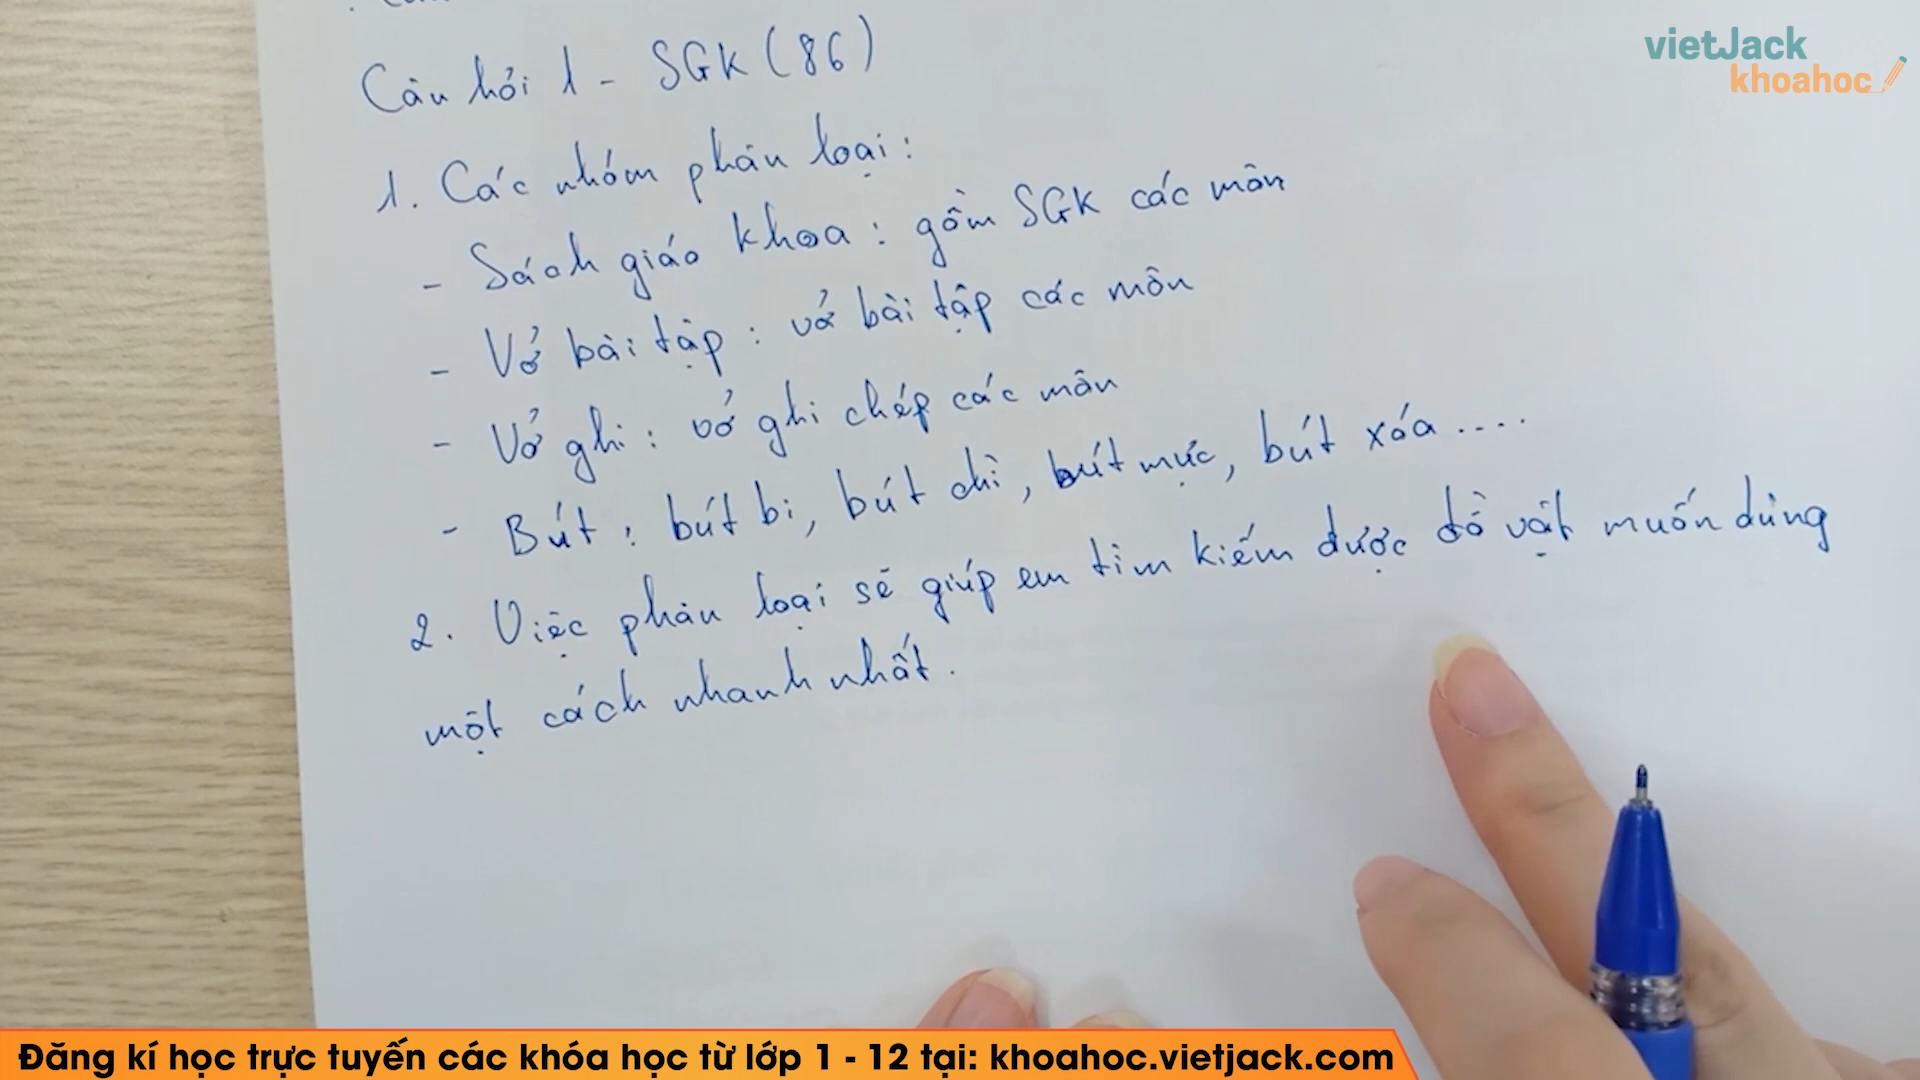 vietJack
khoahoc
Câu hỏi 1 - SGK (86)
1. Các nhóm phân loại:
- Sách giáo khoa: gồm SGK các môn
- Vở bài tập: vở bài tập các môn
- Vở ghi: vở ghi chép các môn
- Bút: bút bi, bút chì, bút mực, bút xóa ....
2. Việc phân loại sẽ giúp em tìm kiếm được đồ vật muốn dùng
một cách nhanh nhất.
Đăng kí học trực tuyến các khóa học từ lớp 1 - 12 tại: khoahoc.vietjack.com